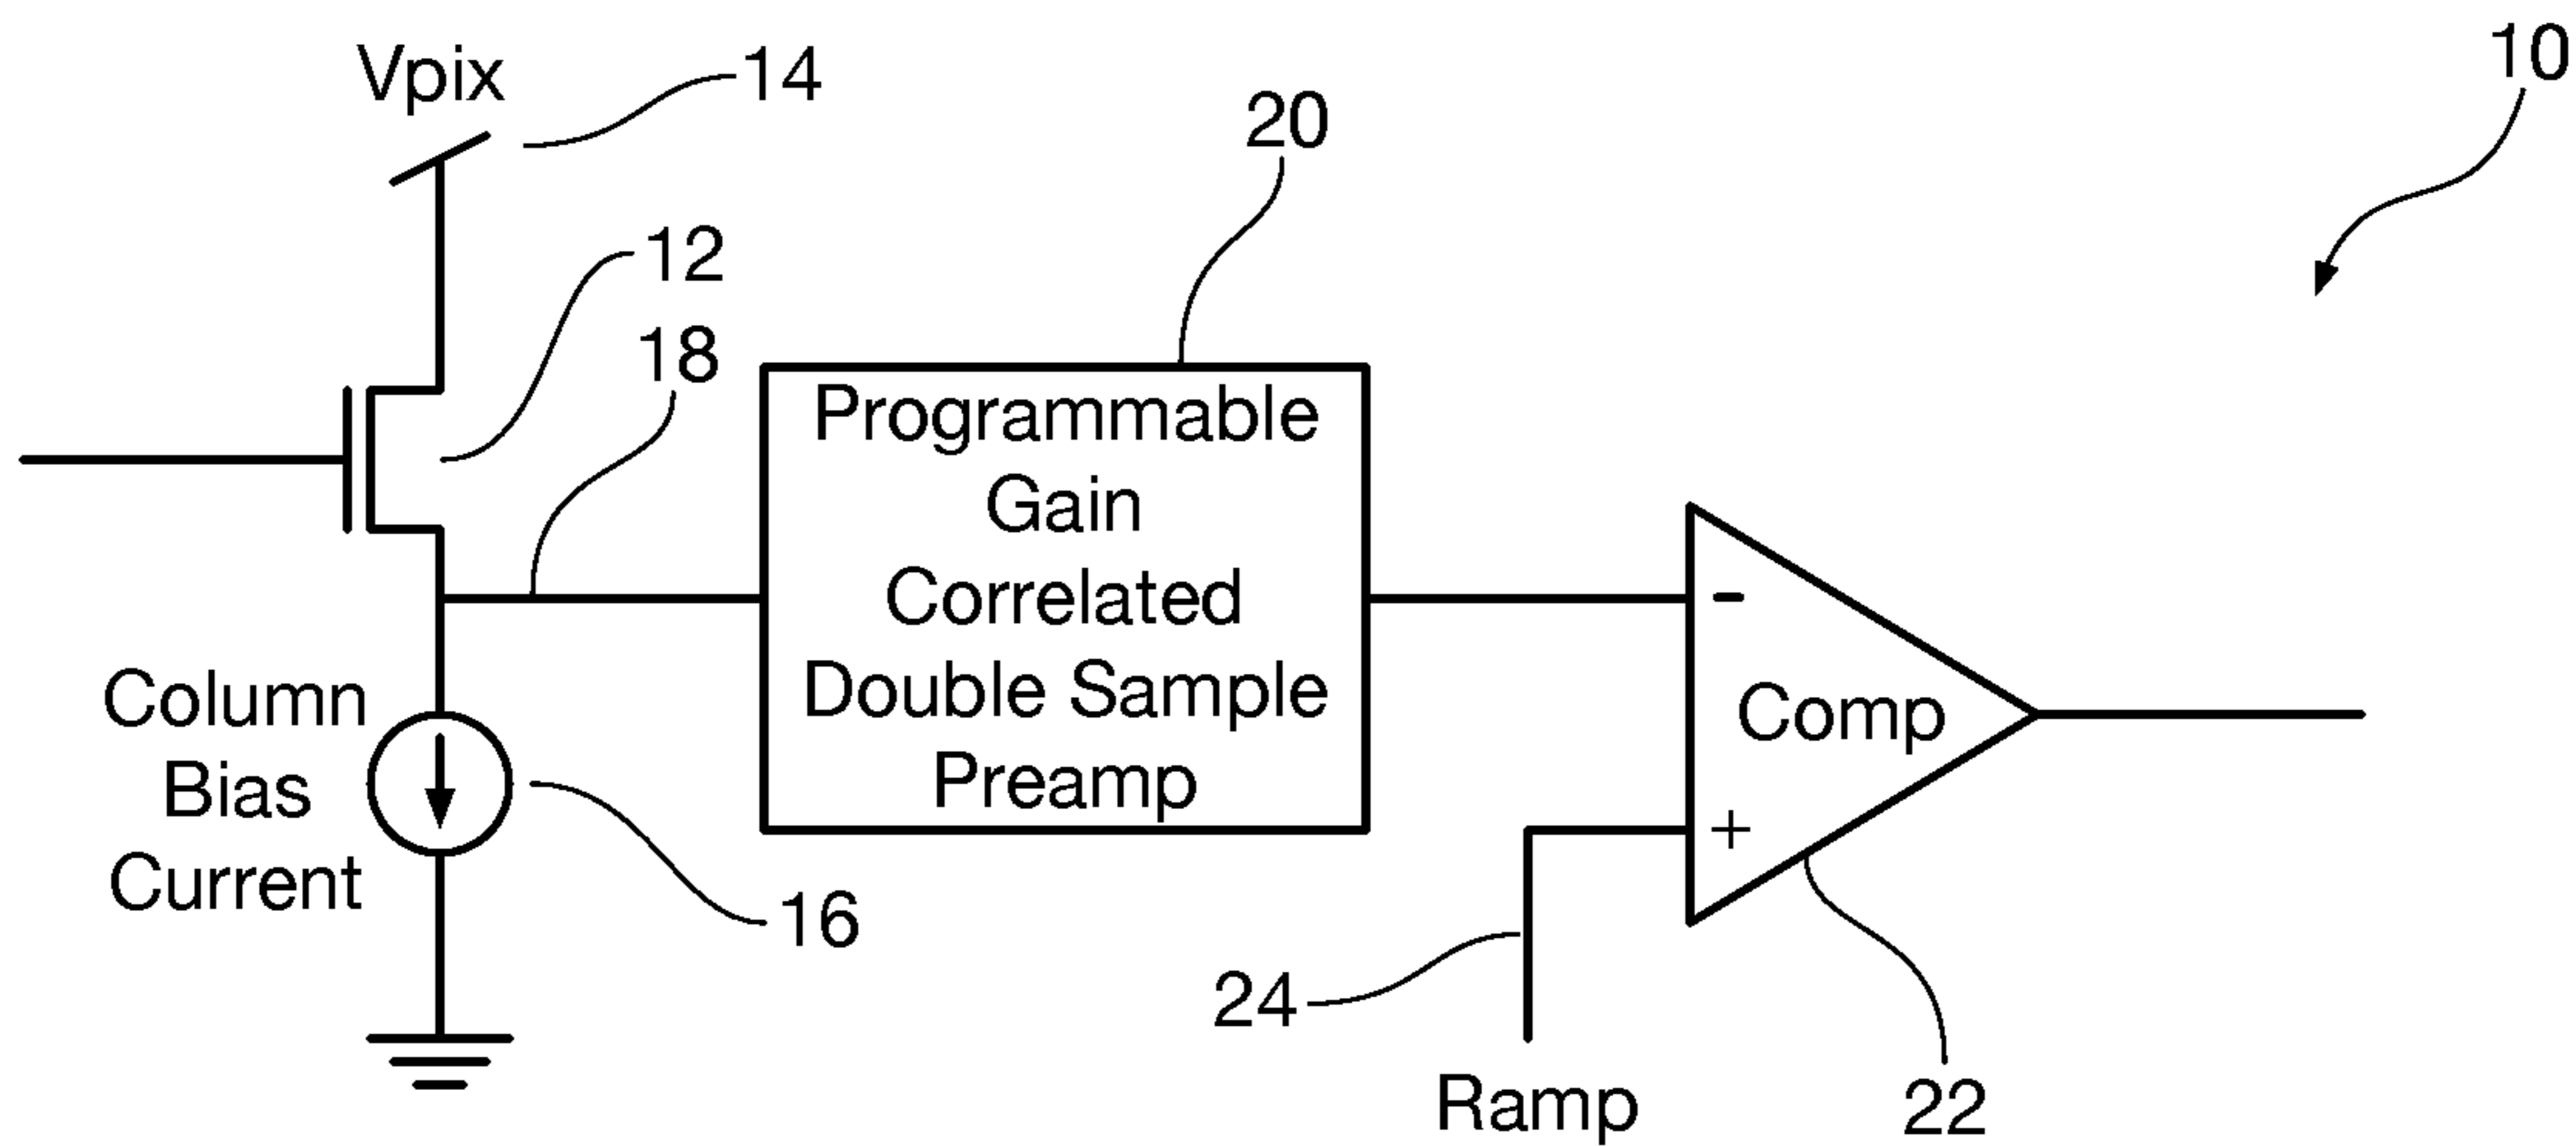 Vpix
14
10
20
12
18
Programmable
Gain
Correlated
Double Sample
Preamp
-
Comp
+
Column
Bias
Current
16
24
Ramp
22